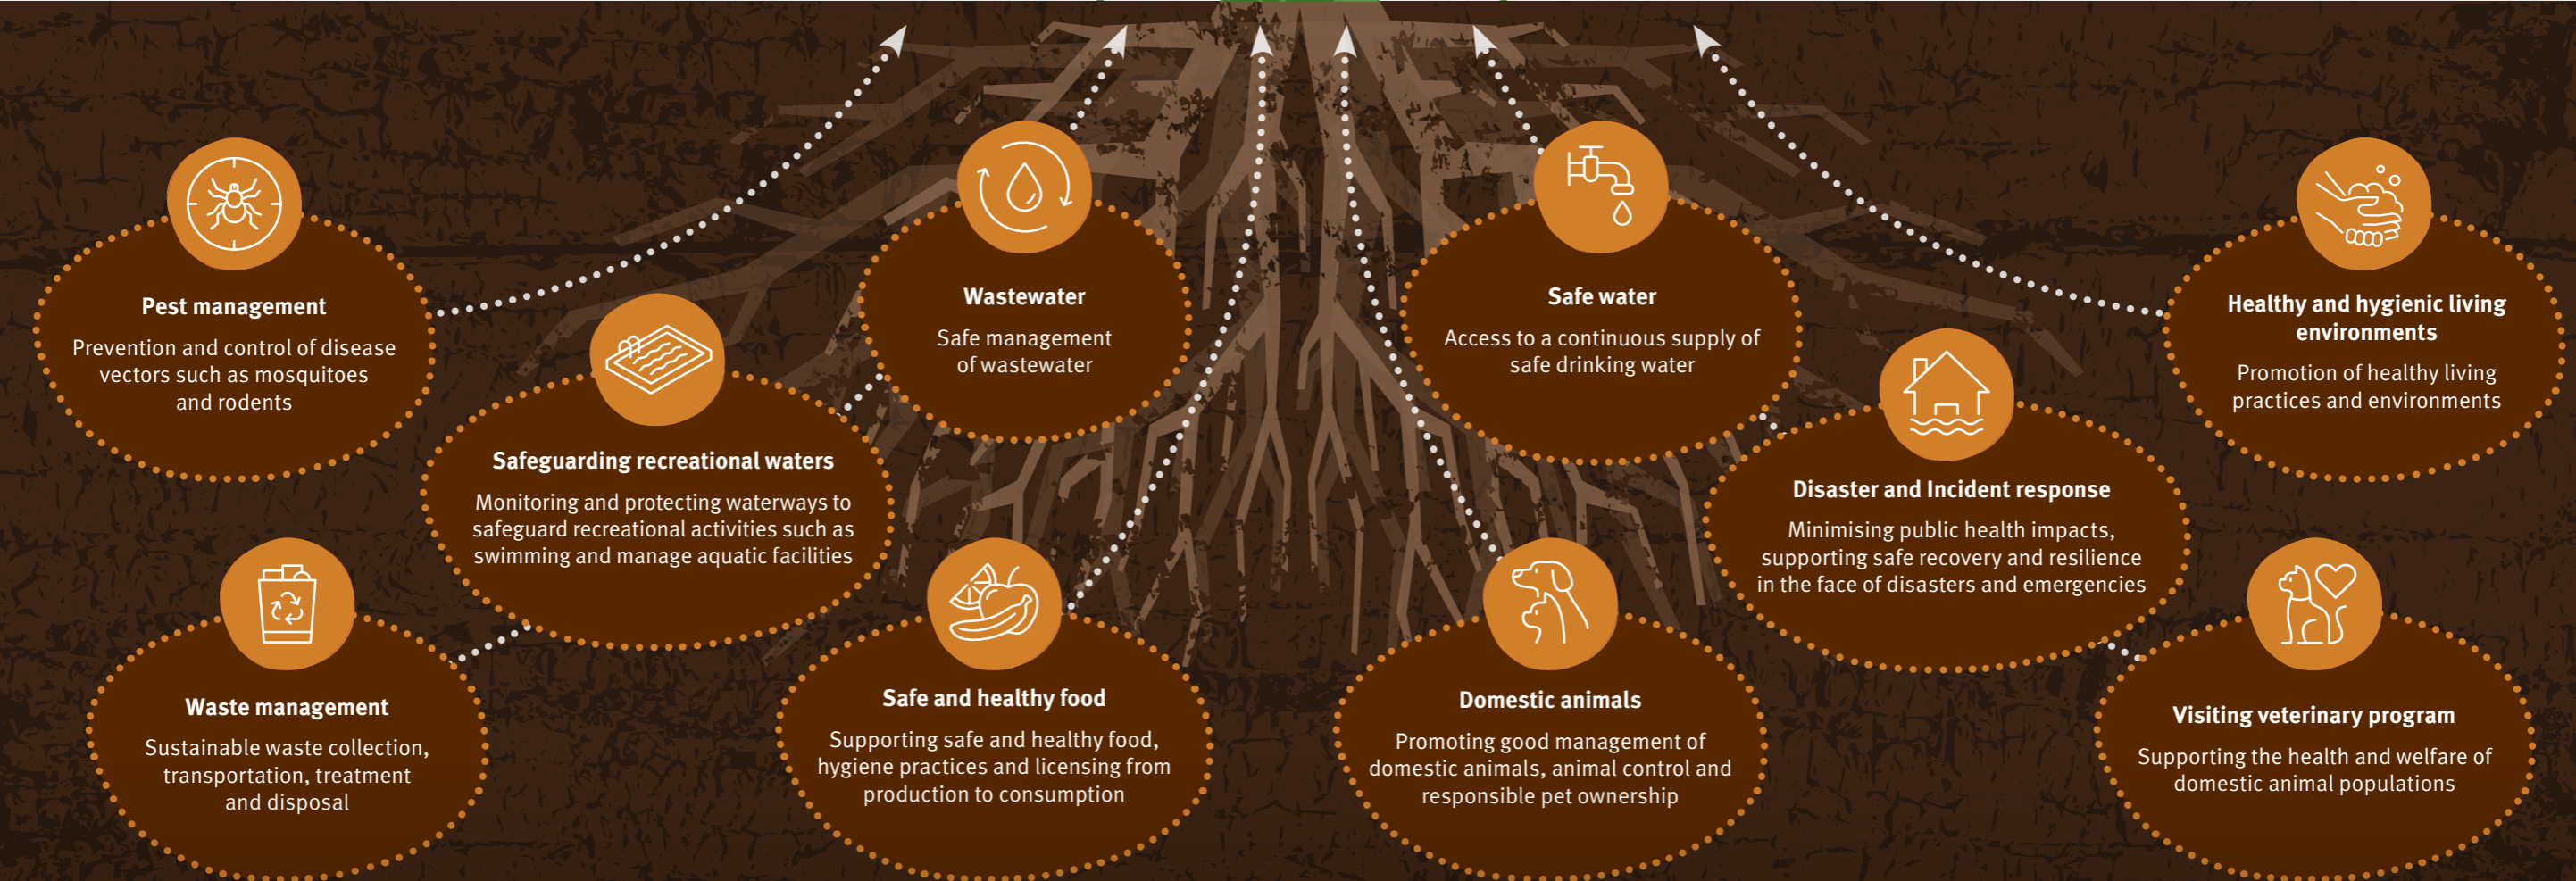 Pest management
Prevention and control of disease
vectors such as mosquitoes
and rodents
Safeguarding recreational waters
Monitoring and protecting waterways to
safeguard recreational activities such as
swimming and manage aquatic facilities
Wastewater
Safe management
of wastewater
Safe water
Access to a continuous supply of
safe drinking water
Disaster and Incident response
Minimising public health impacts,
supporting safe recovery and resilience
in the face of disasters and emergencies
Healthy and hygienic living
environments
Promotion of healthy living
practices and environments
Waste management
Sustainable waste collection,
transportation, treatment
and disposal
Safe and healthy food
Supporting safe and healthy food,
hygiene practices and licensing from
production to consumption
Domestic animals
Promoting good management of
domestic animals, animal control and
responsible pet ownership
Visiting veterinary program
Supporting the health and welfare of
domestic animal populations